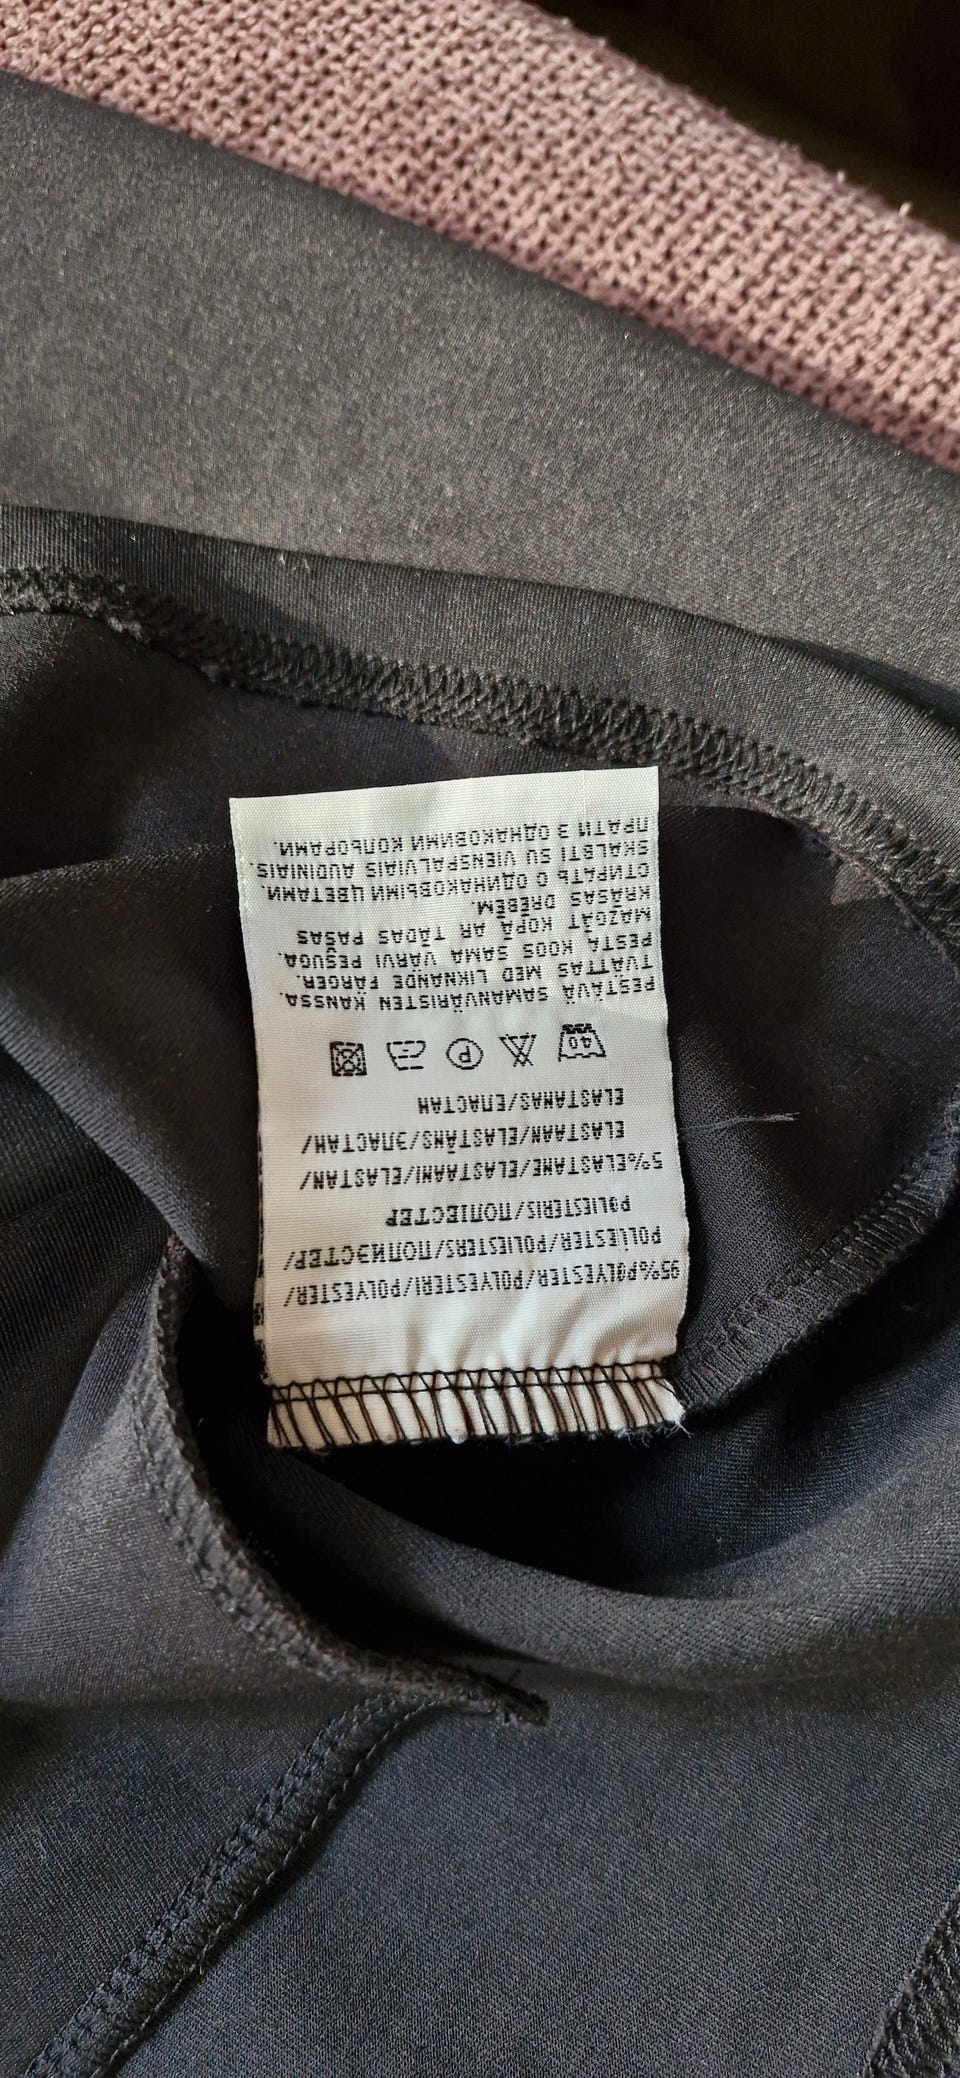 95%POLYESTER/POLYESTERI/POLYESTER/
POLÜESTER/POLIESTERS/ПОЛИЭСТЕР/
POLIESTERIS/ПОЛІЕСТЕР
5%ELASTANE/ELASTAANI/ELASTAN/
ELASTAAN/ELASTĀNS/ЭЛАСТАН/
ELASTANAS/ЕЛАСТАН
40 P
PESTÄVÄ SAMANVÄRISTEN KANSSA.
TVÄTTAS MED LIKNANDE FÄRGER.
PESTA KOOS SAMA VÄRVI PESUGA.
MAZGĀT KOPĀ AR TĀDAS PAŠAS
KRĀSAS DRĒBĒM.
СТИРАТЬ С ОДИНАКОВЫМИ ЦВЕТАМИ.
SKALBTI SU VIENSPALVIAIS AUDINIAIS.
ПРАТИ З ОДНАКОВИМИ КОЛЬОРАМИ.